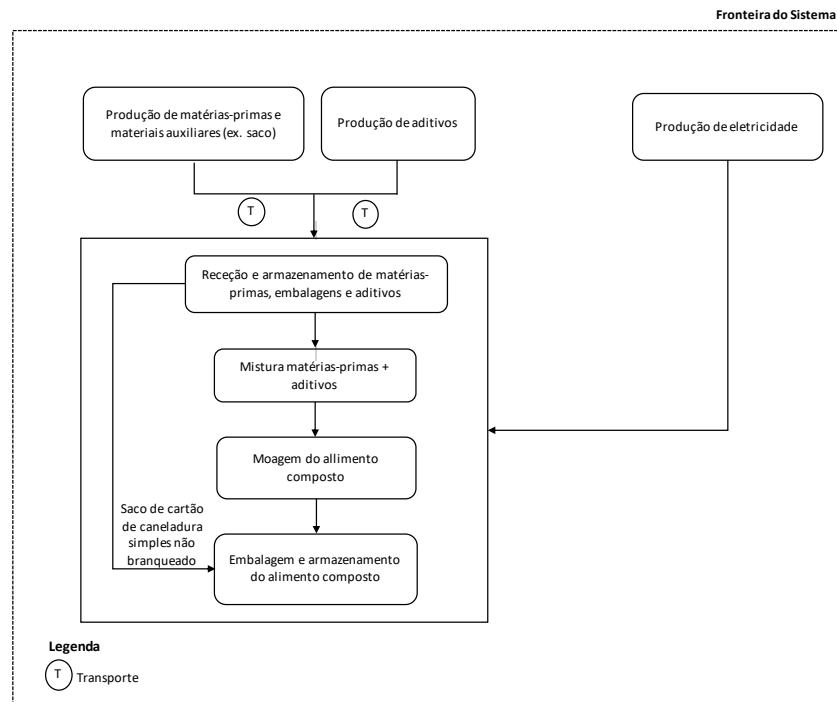 Fronteira do Sistema
Produção de matérias-primas e
materiais auxiliares (ex. saco)
Produção de aditivos
Produção de eletricidade
T
T
Receção e armazenamento de matérias-
primas, embalagens e aditivos
Mistura matérias-primas +
aditivos
Moagem do allimento
composto
Saco de cartão
de caneladura
simples não
branqueado
Embalagem e armazenamento
do alimento composto
Legenda
T Transporte